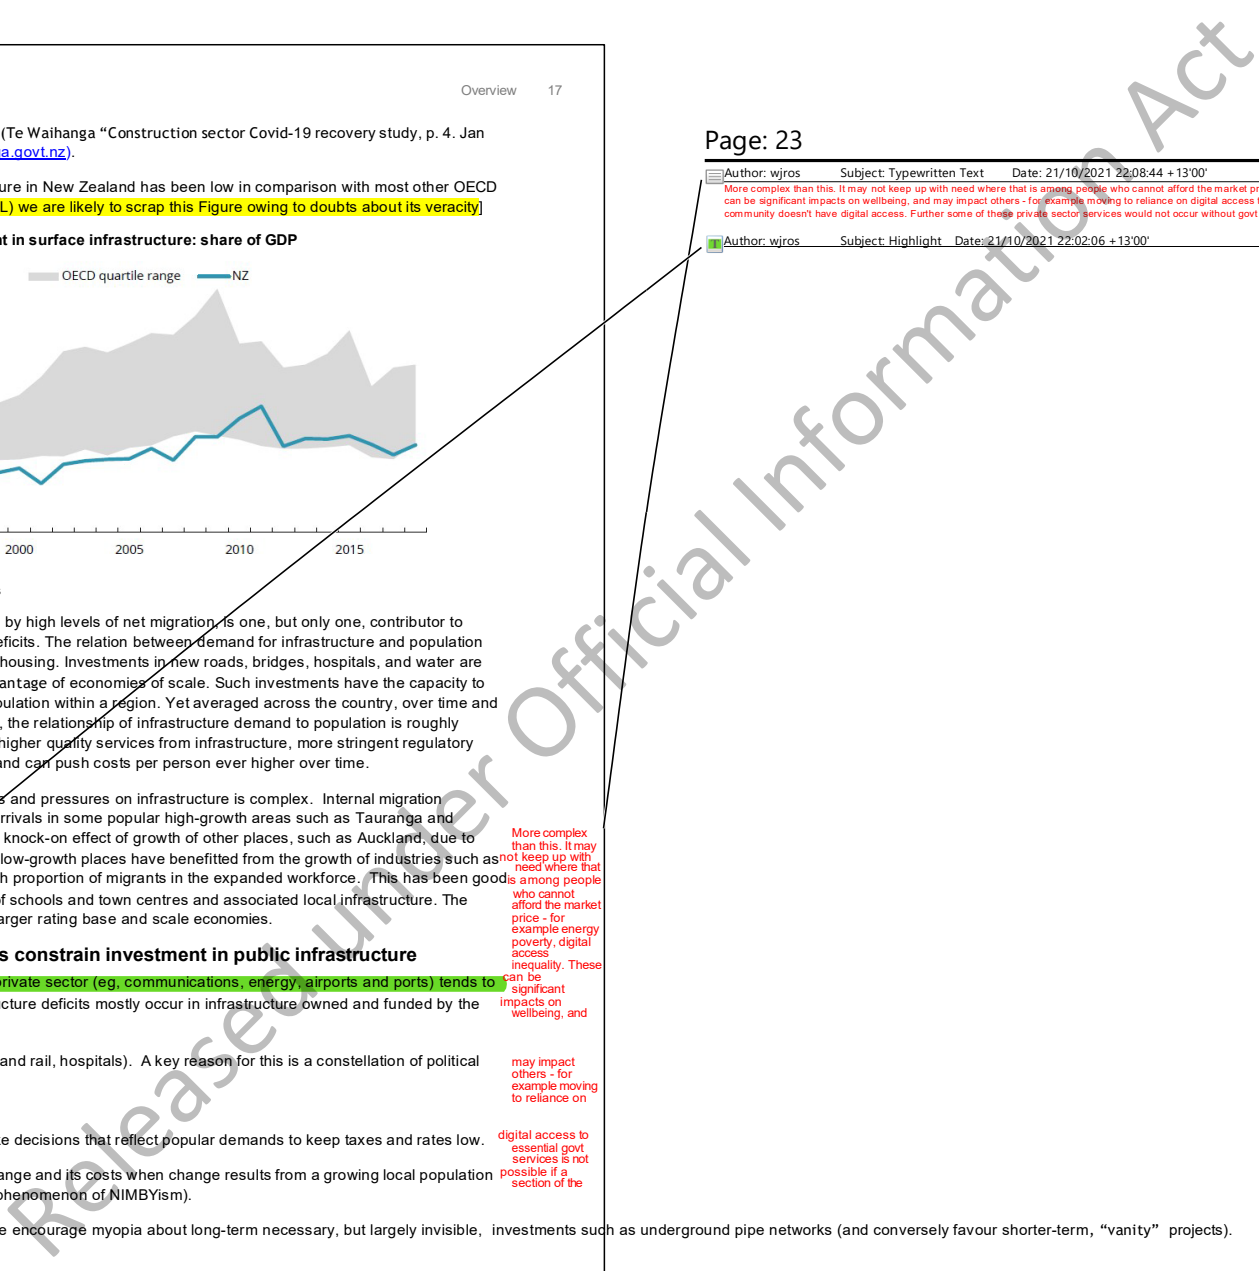 Overview 17
(Te Waihanga “Construction sector Covid-19 recovery study, p. 4. Jan
a.govt.nz).
ure in New Zealand has been low in comparison with most other OECD
L) we are likely to scrap this Figure owing to doubts about its veracity]
t in surface infrastructure: share of GDP
OECD quartile range NZ
2000 2005 2010 2015
by high levels of net migration, is one, but only one, contributor to
eficits. The relation between demand for infrastructure and population
housing. Investments in new roads, bridges, hospitals, and water are
antage of economies of scale. Such investments have the capacity to
pulation within a region. Yet averaged across the country, over time and
, the relationship of infrastructure demand to population is roughly
higher quality services from infrastructure, more stringent regulatory
and can push costs per person ever higher over time.
s and pressures on infrastructure is complex. Internal migration
rrivals in some popular high-growth areas such as Tauranga and
knock-on effect of growth of other places, such as Auckland, due to
low-growth places have benefitted from the growth of industries such as
h proportion of migrants in the expanded workforce. This has been good
of schools and town centres and associated local infrastructure. The
arger rating base and scale economies.
s constrain investment in public infrastructure
private sector (eg, communications, energy, airports and ports) tends to
ucture deficits mostly occur in infrastructure owned and funded by the
and rail, hospitals). A key reason for this is a constellation of political
ke decisions that reflect popular demands to keep taxes and rates low.
ange and its costs when change results from a growing local population
phenomenon of NIMBYism).
e encourage myopia about long-term necessary, but largely invisible, investments such as underground pipe networks (and conversely favour shorter-term, “vanity” projects).
More complex
than this. It may
not keep up with
need where that
is among people
who cannot
afford the market
price - for
example energy
poverty, digital
access
inequality. These
can be
significant
impacts on
wellbeing, and
may impact
others - for
example moving
to reliance on
digital access to
essential govt
services is not
possible if a
section of the
Page: 23
Author: wjros Subject: Typewritten Text Date: 21/10/2021 22:08:44 +13'00'
More complex than this. It may not keep up with need where that is among people who cannot afford the market pr
can be significant impacts on wellbeing, and may impact others - for example moving to reliance on digital access t
community doesn't have digital access. Further some of these private sector services would not occur without govt
T Author: wjros Subject: Highlight Date: 21/10/2021 22:02:06 +13'00'
Released under Official Information Act